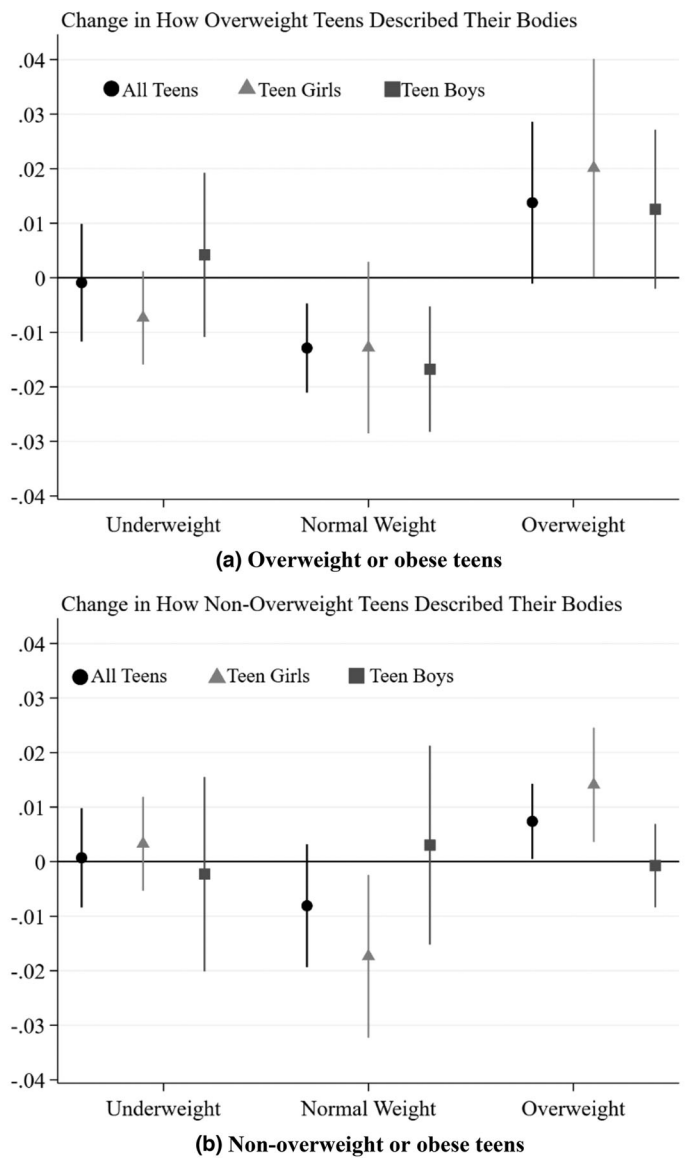 Change in How Overweight Teens Described Their Bodies
.04
All Teens Teen Girls Teen Boys
.03
.02
.01
0
-.01
-.02
-.03
-.04
Underweight Normal Weight Overweight
(a) Overweight or obese teens
Change in How Non-Overweight Teens Described Their Bodies
.04
All Teens Teen Girls Teen Boys
.03
.02
.01
0
-.01
-.02
-.03
-.04
Underweight Normal Weight Overweight
(b) Non-overweight or obese teens